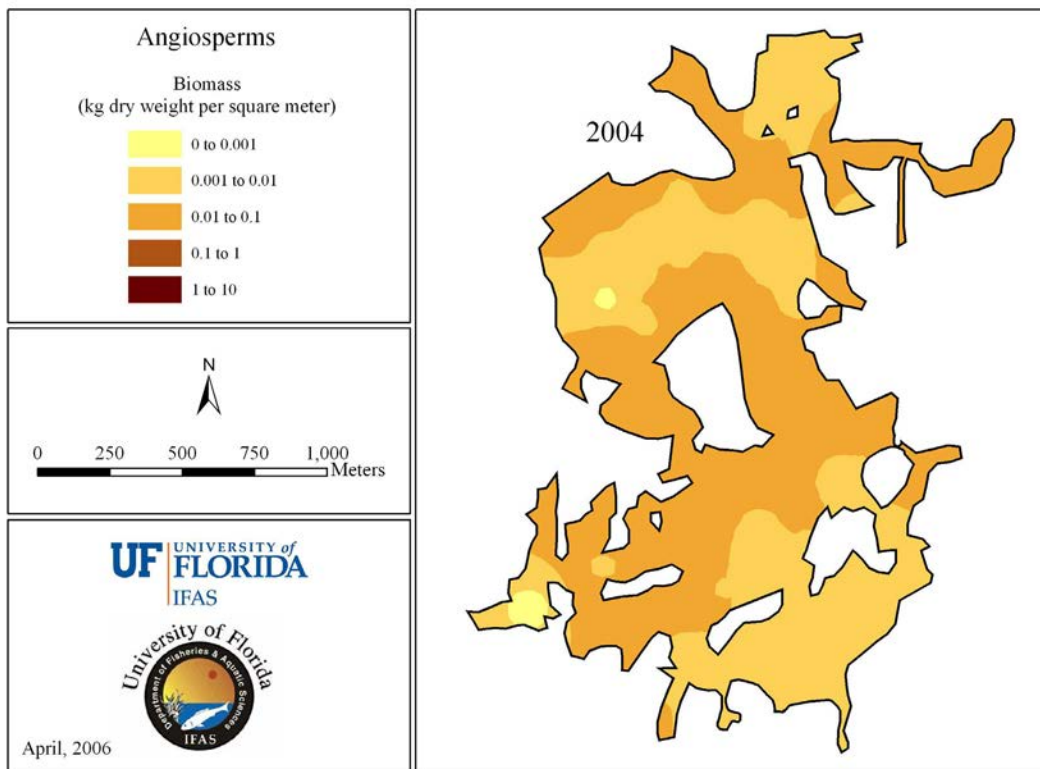 Angiosperms
Biomass
(kg dry weight per square meter)
0 to 0.001
0.001 to 0.01
0.01 to 0.1
0.1 to 1
1 to 10
N
0 250 500 750 1,000
Meters
UF UNIVERSITY of
FLORIDA
IFAS
University of Florida
Department of Fisheries & Aquatic Sciences
IFAS
April, 2006
2004